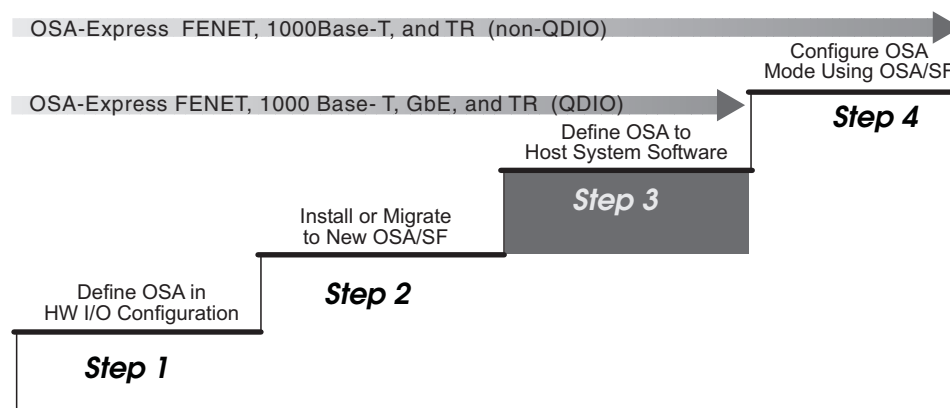 OSA-Express FENET, 1000Base-T, and TR (non-QDIO)
Configure OSA
Mode Using OSA/SF
OSA-Express FENET, 1000 Base- T, GbE, and TR (QDIO)
Step 4
Define OSA to
Host System Software
Step 3
Install or Migrate
to New OSA/SF
Step 2
Define OSA in
HW I/O Configuration
Step 1